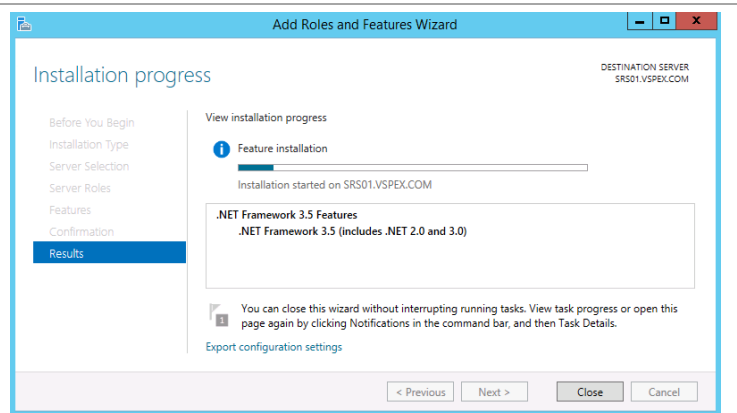 Add Roles and Features Wizard
x
Installation progress
DESTINATION SERVER
SRS01.VSPEX.COM
Before You Begin
Installation Type
Server Selection
Server Roles
Features
Confirmation
Results
View installation progress
i Feature installation
Installation started on SRS01.VSPEX.COM
.NET Framework 3.5 Features
.NET Framework 3.5 (includes .NET 2.0 and 3.0)
1
You can close this wizard without interrupting running tasks. View task progress or open this
page again by clicking Notifications in the command bar, and then Task Details.
Export configuration settings
< Previous Next > Close Cancel